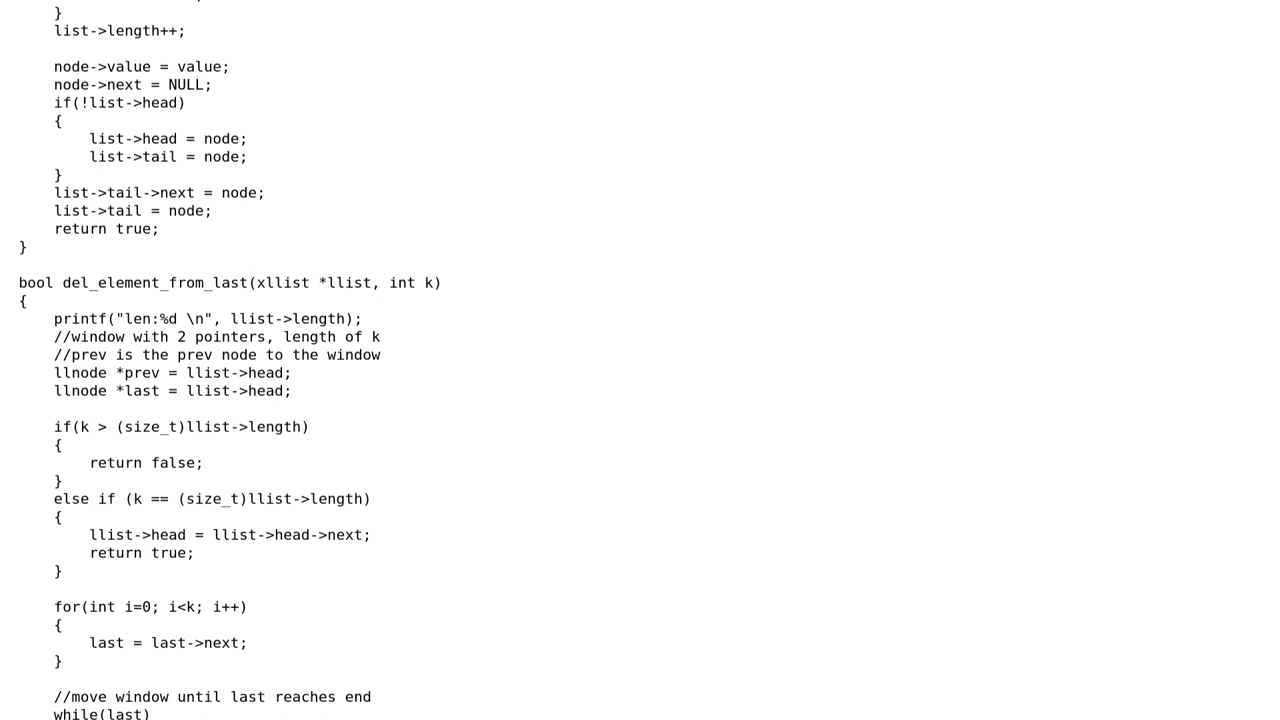 }
    list->length++;

    node->value = value;
    node->next = NULL;
    if(!list->head)
    {
        list->head = node;
        list->tail = node;
    }
    list->tail->next = node;
    list->tail = node;
    return true;
}

bool del_element_from_last(xllist *llist, int k)
{
    printf("len:%d \n", llist->length);
    //window with 2 pointers, length of k
    //prev is the prev node to the window
    llnode *prev = llist->head;
    llnode *last = llist->head;

    if(k > (size_t)llist->length)
    {
        return false;
    }
    else if (k == (size_t)llist->length)
    {
        llist->head = llist->head->next;
        return true;
    }

    for(int i=0; i<k; i++)
    {
        last = last->next;
    }

    //move window until last reaches end
    while(last)